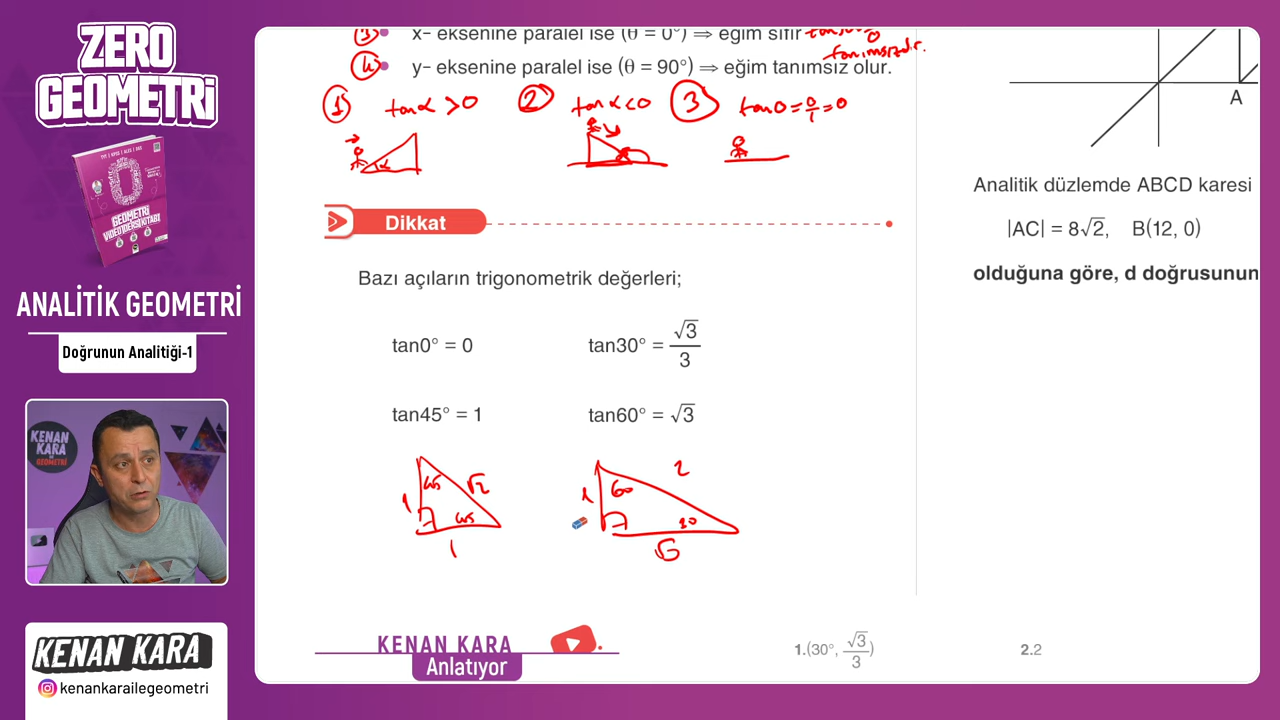 ZERO
GEOMETRİ
GEOMETRİ
VIDEO DERS KİTABI
ANALİTİK GEOMETRİ
Doğrunun Analitiği-1
KENAN
KARA
GEOMETRİ
KENAN KARA
kenankarailegeometri
③ x– eksenine paralel ise (θ = 0°) ⇒ eğim sıfır
tanımsızdır.
④ y– eksenine paralel ise (θ = 90°) ⇒ eğim tanımsız olur.
① tanα > 0 ② tanα < 0 ③ tan0 = 0/1 = 0
α
Dikkat
Bazı açıların trigonometrik değerleri;
tan0° = 0 tan30° = √3/3
tan45° = 1 tan60° = √3
45 √2 1 45 1
60 2 1 30 √3
KENAN KARA
Anlatıyor
1.(30°, √3/3) 2.2
A
Analitik düzlemde ABCD karesi
|AC| = 8√2, B(12, 0)
olduğuna göre, d doğrusunun